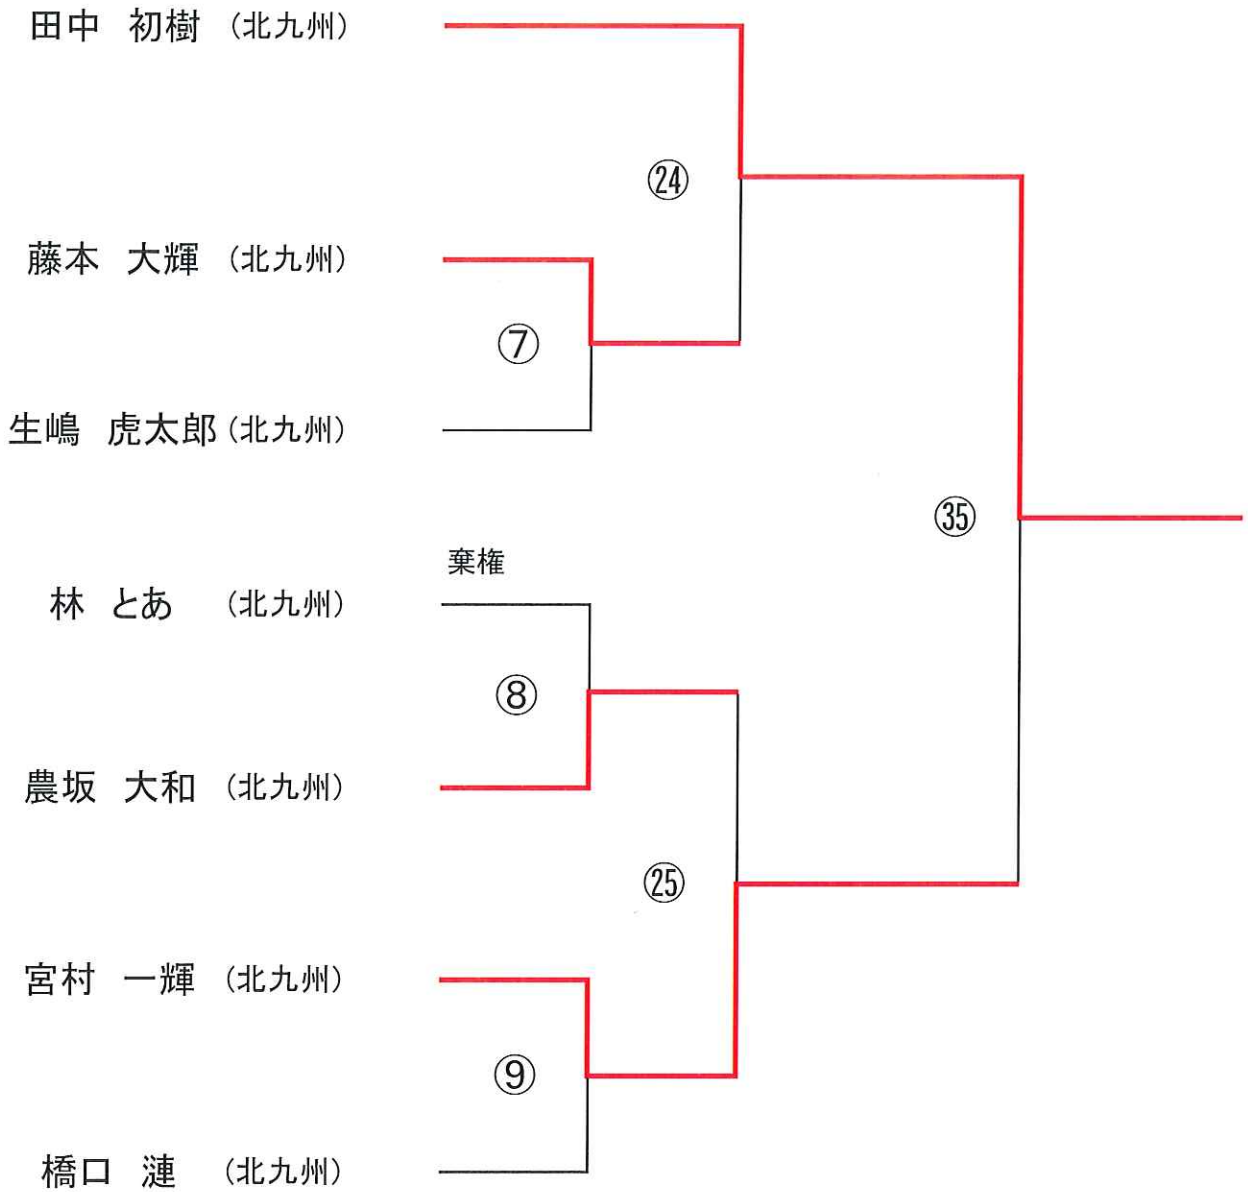 田中 初樹 (北九州)
㉔
藤本 大輝 (北九州)
⑦
生嶋 虎太郎 (北九州)
㉟
棄権
林 とあ (北九州)
⑧
農坂 大和 (北九州)
㉕
宮村 一輝 (北九州)
⑨
橋口 漣 (北九州)